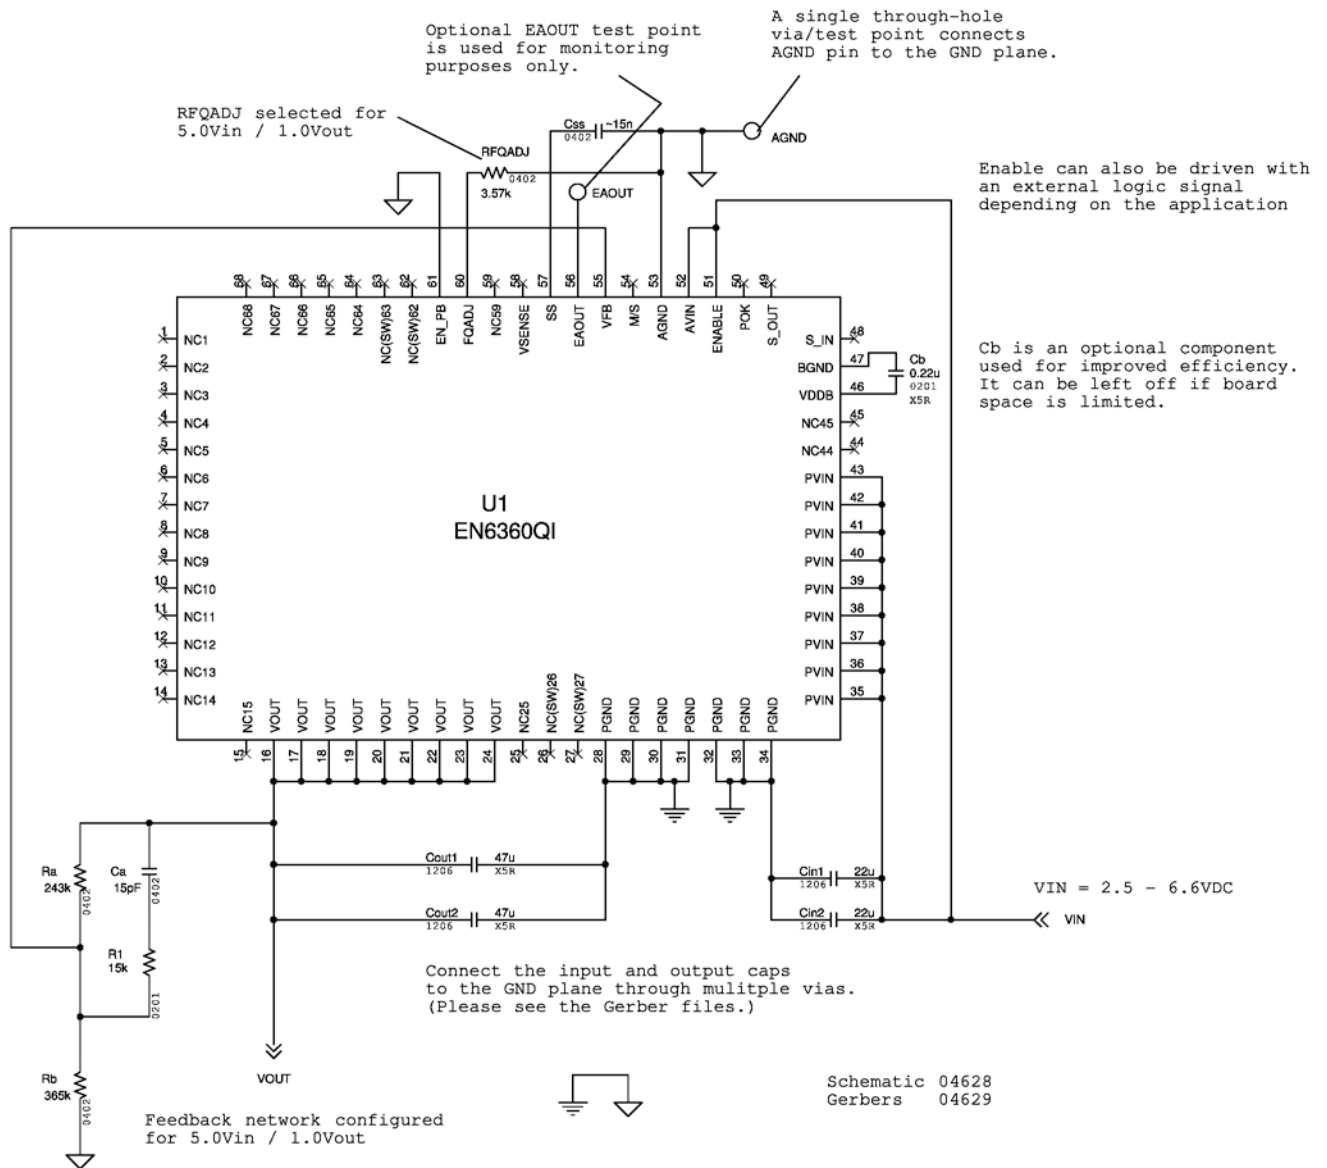 Optional EAOUT test point
is used for monitoring
purposes only.
A single through-hole
via/test point connects
AGND pin to the GND plane.
RFQADJ selected for
5.0Vin / 1.0Vout
Css ~15n
0402
AGND
RFQADJ
0402
3.57k
EAOUT
Enable can also be driven with
an external logic signal
depending on the application
68 67 66 65 64 63 62 61 60 59 58 57 56 55 54 53 52 51 50 49
NC68 NC67 NC66 NC65 NC64 NC(SW)63 NC(SW)62 EN_PB FQADJ NC59 VSENSE SS EAOUT VFB M/S AGND AVIN ENABLE POK S_OUT
1 NC1
2 NC2
3 NC3
4 NC4
5 NC5
6 NC6
7 NC7
8 NC8
9 NC9
10 NC10
11 NC11
12 NC12
13 NC13
14 NC14
U1
EN6360QI
S_IN 48
BGND 47
VDDB 46
NC45 45
NC44 44
PVIN 43
PVIN 42
PVIN 41
PVIN 40
PVIN 39
PVIN 38
PVIN 37
PVIN 36
PVIN 35
Cb
0.22u
0201
X5R
Cb is an optional component
used for improved efficiency.
It can be left off if board
space is limited.
NC15 VOUT VOUT VOUT VOUT VOUT VOUT VOUT VOUT VOUT NC25 NC(SW)26 NC(SW)27 PGND PGND PGND PGND PGND PGND PGND
15 16 17 18 19 20 21 22 23 24 25 26 27 28 29 30 31 32 33 34
Ra
243k
0402
Ca
15pF
0402
R1
15k
0201
Rb
365k
0402
Cout1 47u
1206 X5R
Cout2 47u
1206 X5R
Cin1 22u
1206 X5R
Cin2 22u
1206 X5R
VIN = 2.5 - 6.6VDC
VIN
Connect the input and output caps
to the GND plane through mulitple vias.
(Please see the Gerber files.)
VOUT
Feedback network configured
for 5.0Vin / 1.0Vout
Schematic 04628
Gerbers 04629